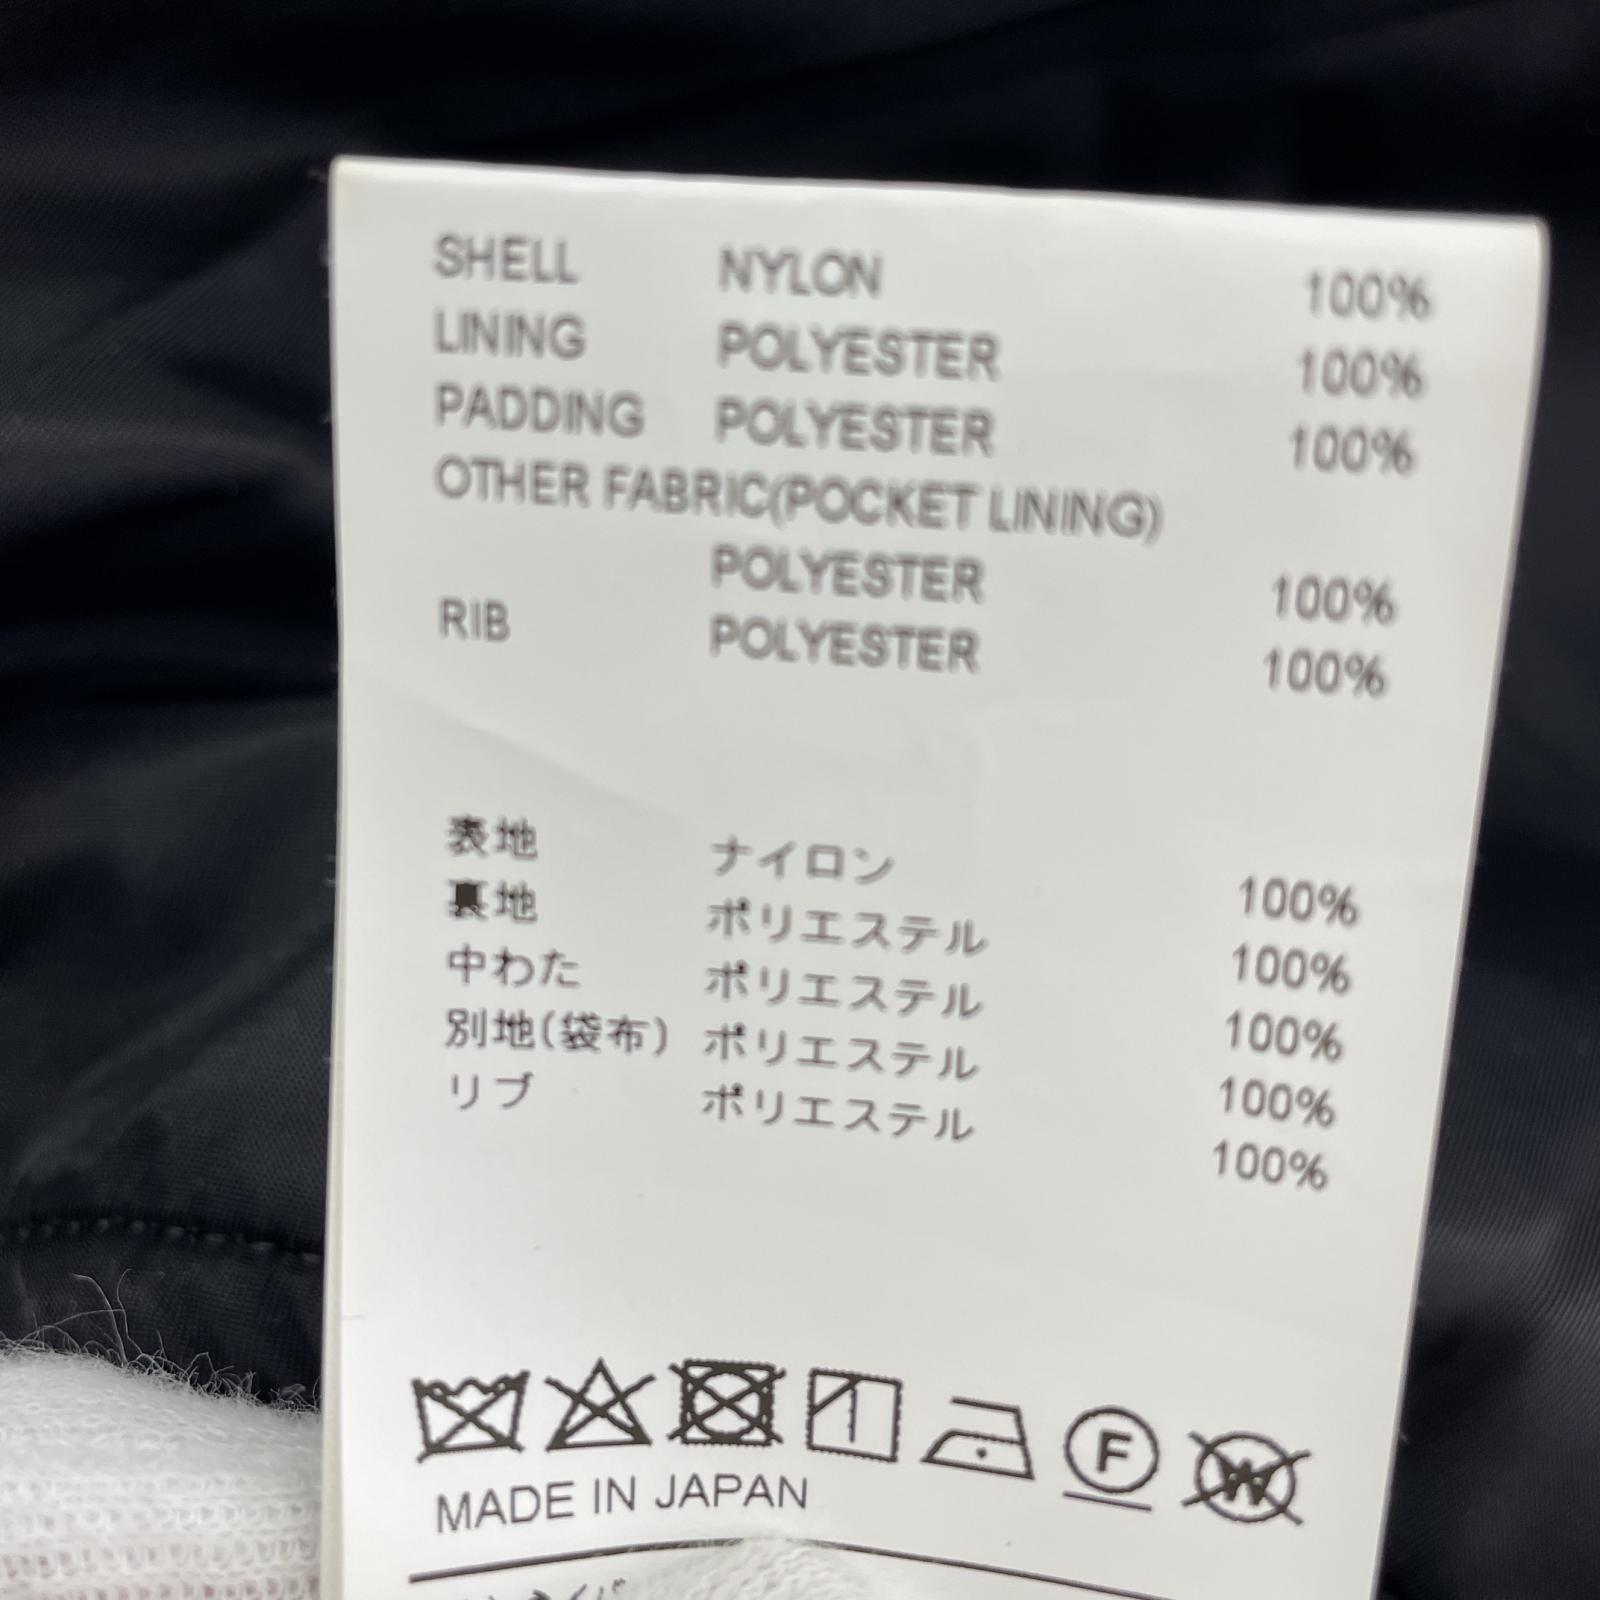 SHELL NYLON 100%
LINING POLYESTER 100%
PADDING POLYESTER 100%
OTHER FABRIC(POCKET LINING)
POLYESTER 100%
RIB POLYESTER 100%
表地 ナイロン 100%
裏地 ポリエステル 100%
中わた ポリエステル 100%
別地(袋布) ポリエステル 100%
リブ ポリエステル 100%
F W
MADE IN JAPAN